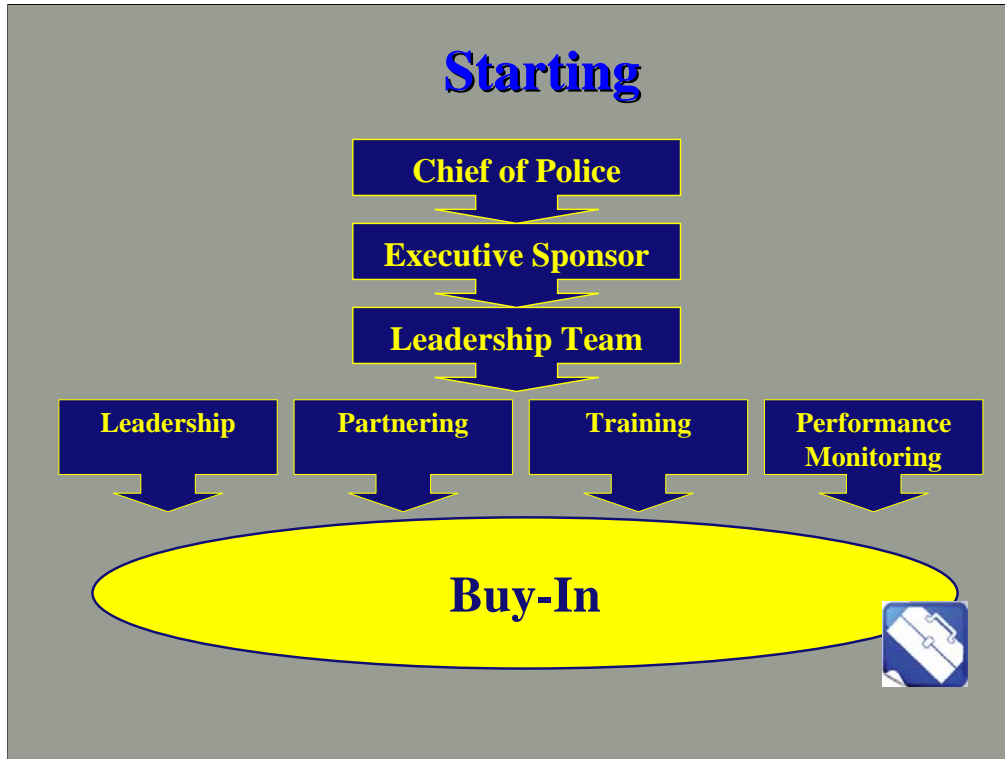 Starting
Chief of Police
Executive Sponsor
Leadership Team
Leadership
Partnering
Training
Performance
Monitoring
Buy-In